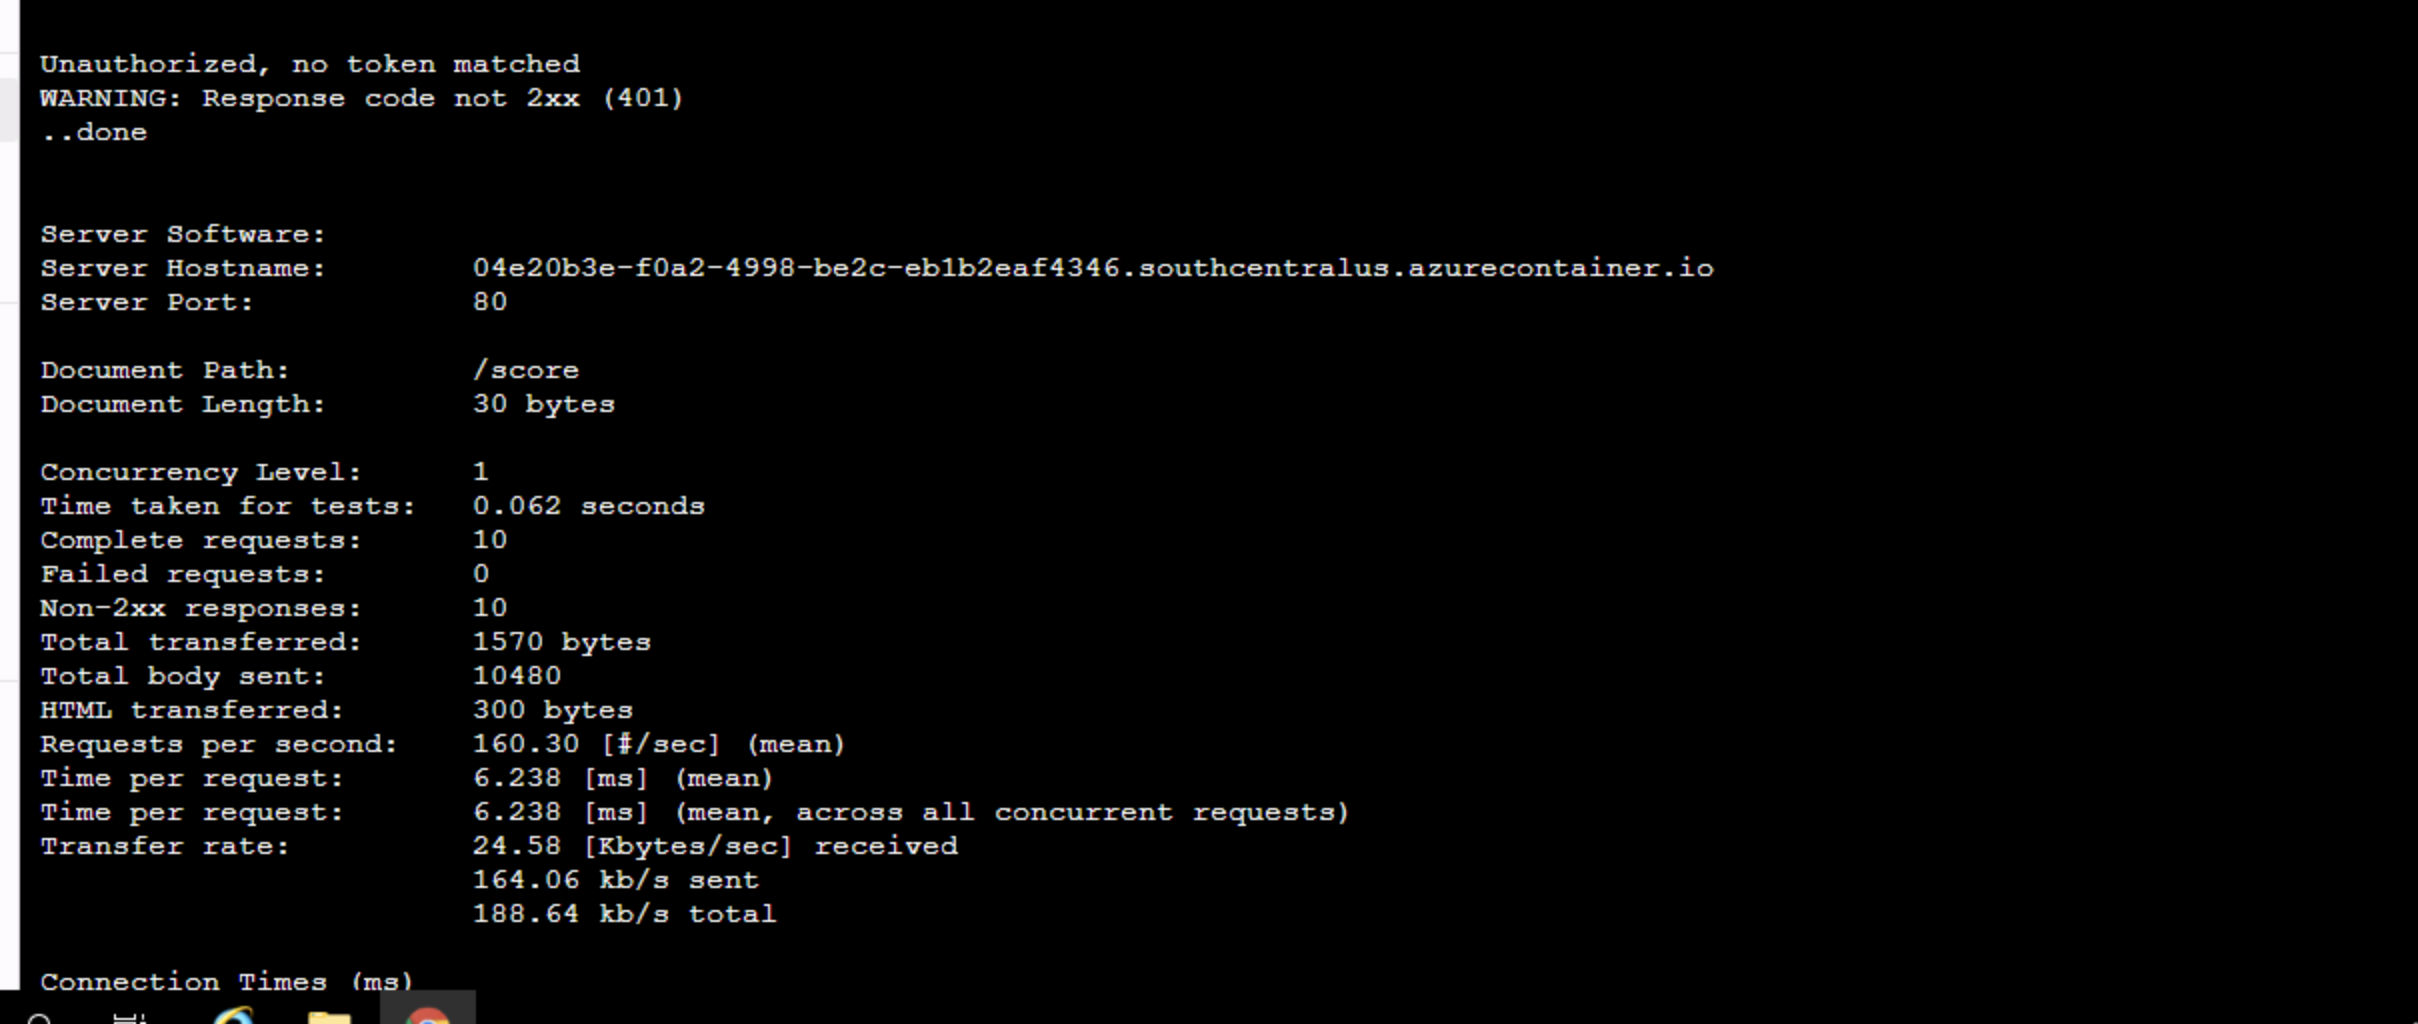 Unauthorized, no token matched
WARNING: Response code not 2xx (401)
..done
Server Software:
Server Hostname: 04e20b3e-f0a2-4998-be2c-eb1b2eaf4346.southcentralus.azurecontainer.io
Server Port: 80
Document Path: /score
Document Length: 30 bytes
Concurrency Level: 1
Time taken for tests: 0.062 seconds
Complete requests: 10
Failed requests: 0
Non-2xx responses: 10
Total transferred: 1570 bytes
Total body sent: 10480
HTML transferred: 300 bytes
Requests per second: 160.30 [#/sec] (mean)
Time per request: 6.238 [ms] (mean)
Time per request: 6.238 [ms] (mean, across all concurrent requests)
Transfer rate: 24.58 [Kbytes/sec] received
164.06 kb/s sent
188.64 kb/s total
Connection Times (ms)